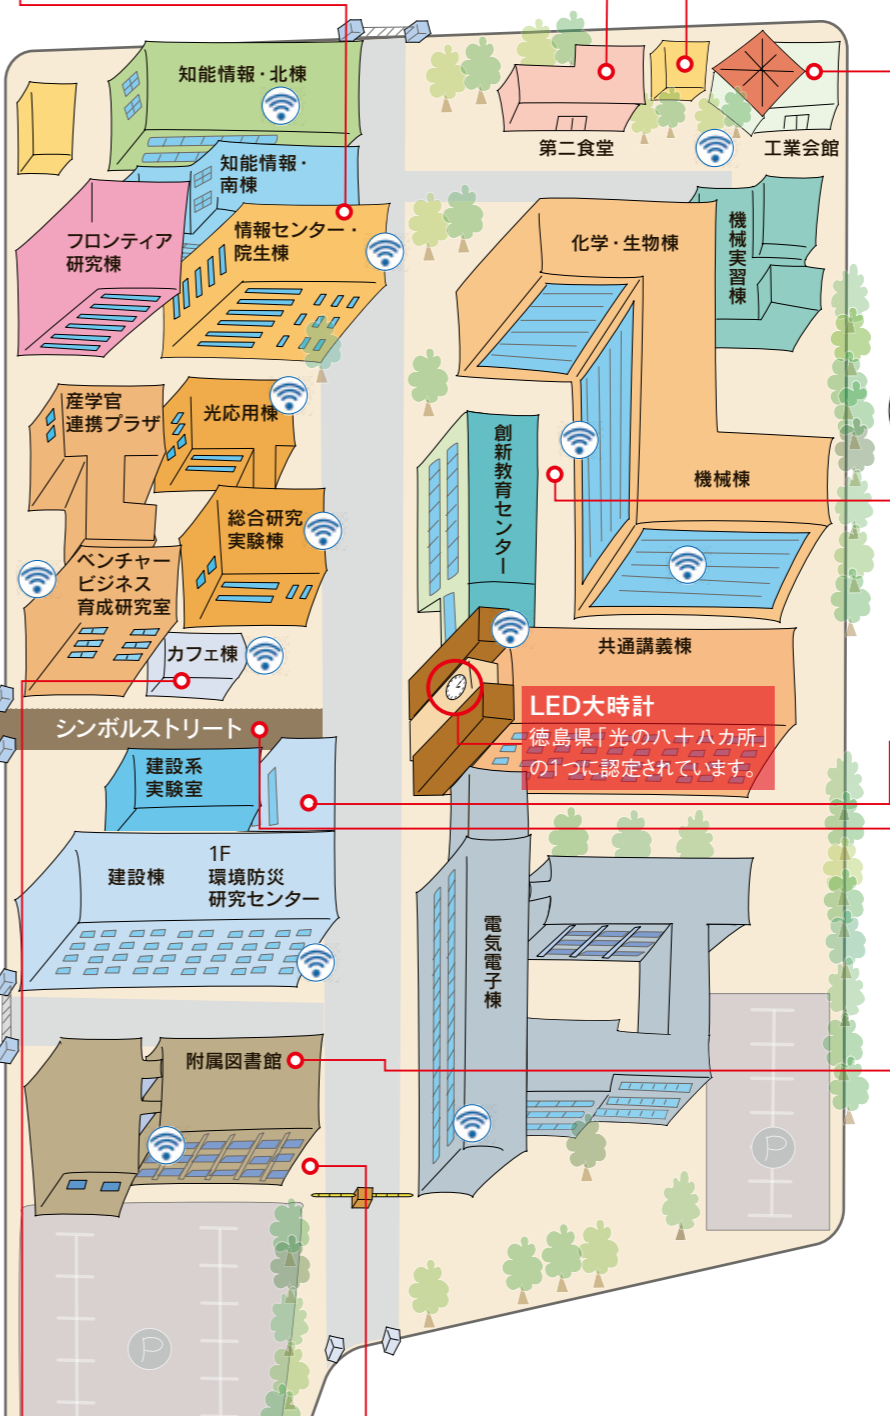 知能情報・北棟
知能情報・
南棟
フロンティア
研究棟
情報センター・
院生棟
第二食堂
工業会館
化学・生物棟
機械実習棟
産学官
連携プラザ
光応用棟
創新教育センター
機械棟
総合研究
実験棟
ベンチャー
ビジネス
育成研究室
カフェ棟
共通講義棟
LED大時計
徳島県「光の八十八カ所」
の1つに認定されています。
シンボルストリート
建設系
実験室
建設棟
1F
環境防災
研究センター
電気電子棟
附属図書館
P
P